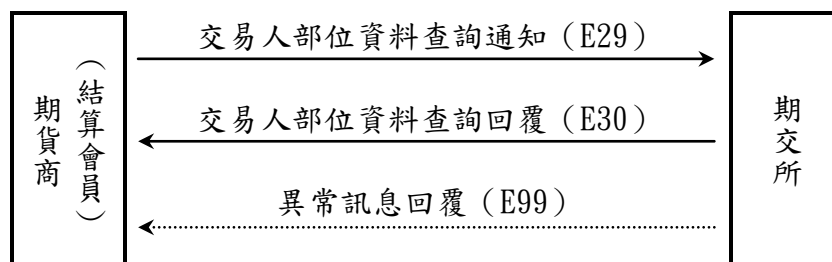 期貨商
（結算會員）
交易人部位資料查詢通知（E29）
交易人部位資料查詢回覆（E30）
異常訊息回覆（E99）
期交所